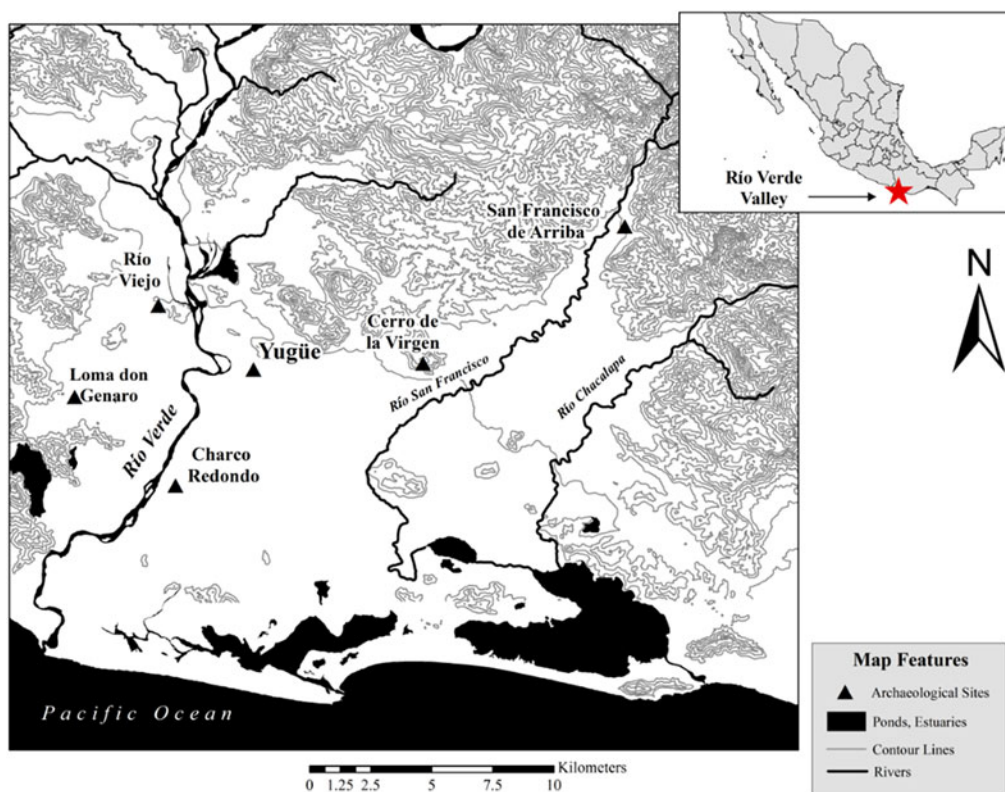 Río Verde
Valley
San Francisco
de Arriba
N
Río
Viejo
Cerro de
la Virgen
Yugüe
Río San Francisco
Río Chacalapa
Loma don
Genaro
Río Verde
Charco
Redondo
Pacific Ocean
Map Features
Archaeological Sites
Ponds, Estuaries
Contour Lines
Rivers
Kilometers
0 1.25 2.5 5 7.5 10